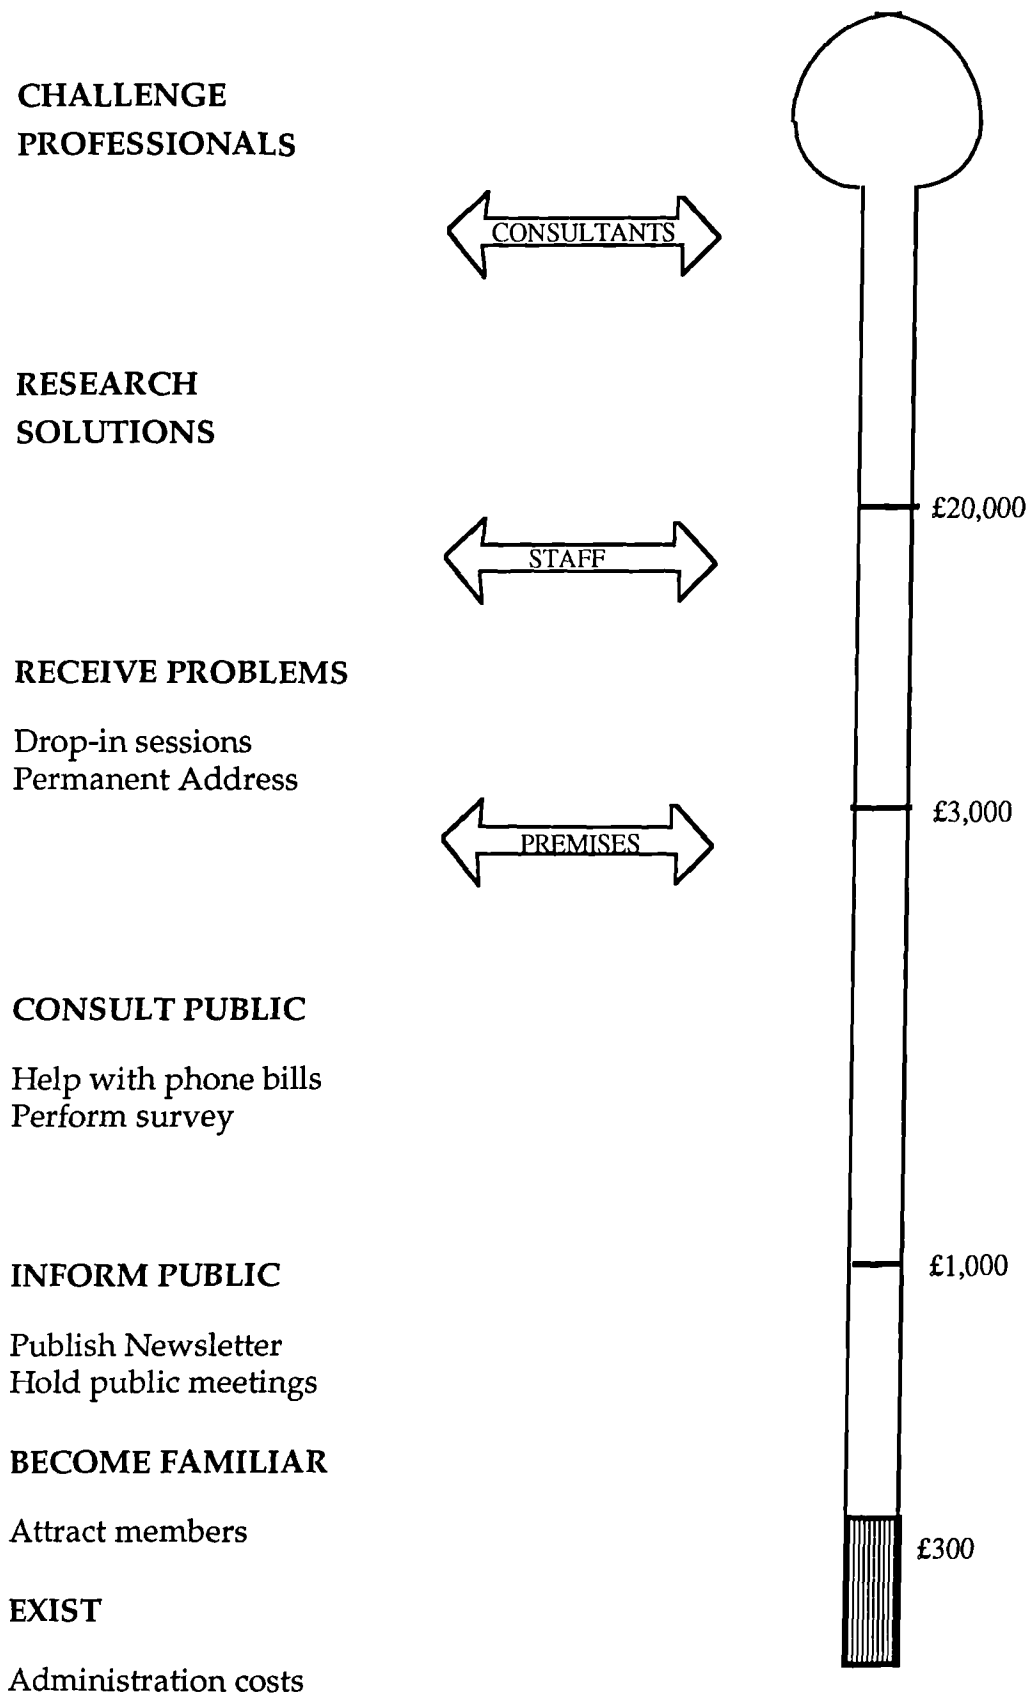 CHALLENGE
PROFESSIONALS
CONSULTANTS
RESEARCH
SOLUTIONS
£20,000
STAFF
RECEIVE PROBLEMS
Drop-in sessions
Permanent Address
£3,000
PREMISES
CONSULT PUBLIC
Help with phone bills
Perform survey
INFORM PUBLIC
£1,000
Publish Newsletter
Hold public meetings
BECOME FAMILIAR
Attract members
£300
EXIST
Administration costs